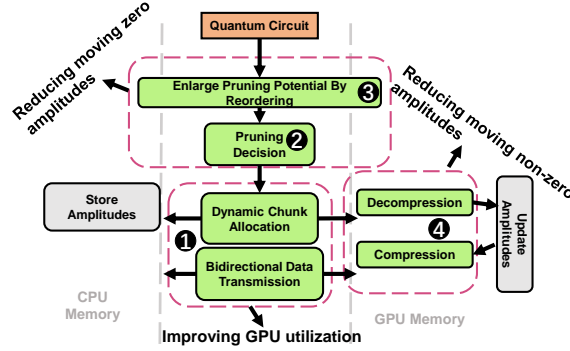 Quantum Circuit
Reducing moving zero
amplitudes
Enlarge Pruning Potential By
Reordering
3
Reducing moving non-zero
amplitudes
Pruning
Decision
2
Store
Amplitudes
1
Dynamic Chunk
Allocation
Decompression
4
Update
Amplitudes
Bidirectional Data
Transmission
Compression
CPU
Memory
GPU Memory
Improving GPU utilization